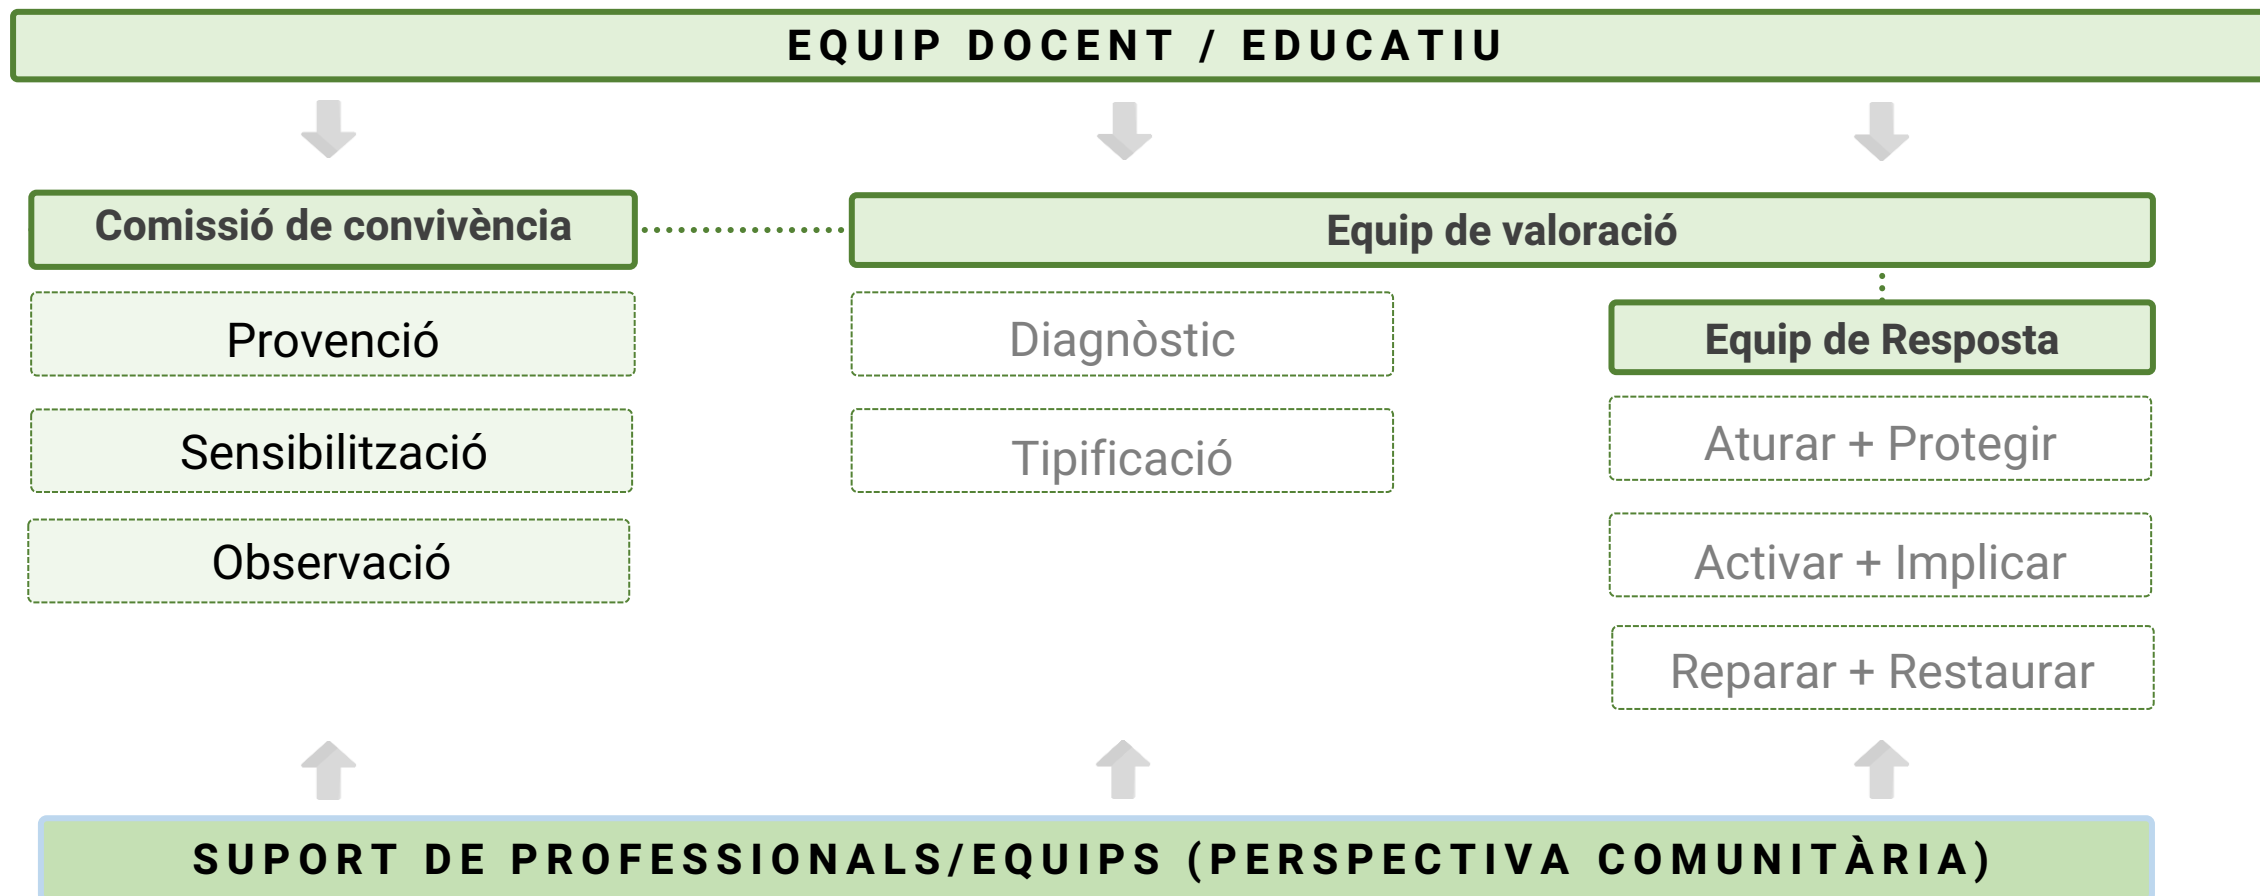 EQUIP DOCENT / EDUCATIU
Comissió de convivència
Provenció
Sensibilització
Observació
Equip de valoració
Diagnòstic
Tipificació
Equip de Resposta
Aturar + Protegir
Activar + Implicar
Reparar + Restaurar
SUPORT DE PROFESSIONALS/EQUIPS (PERSPECTIVA COMUNITÀRIA)